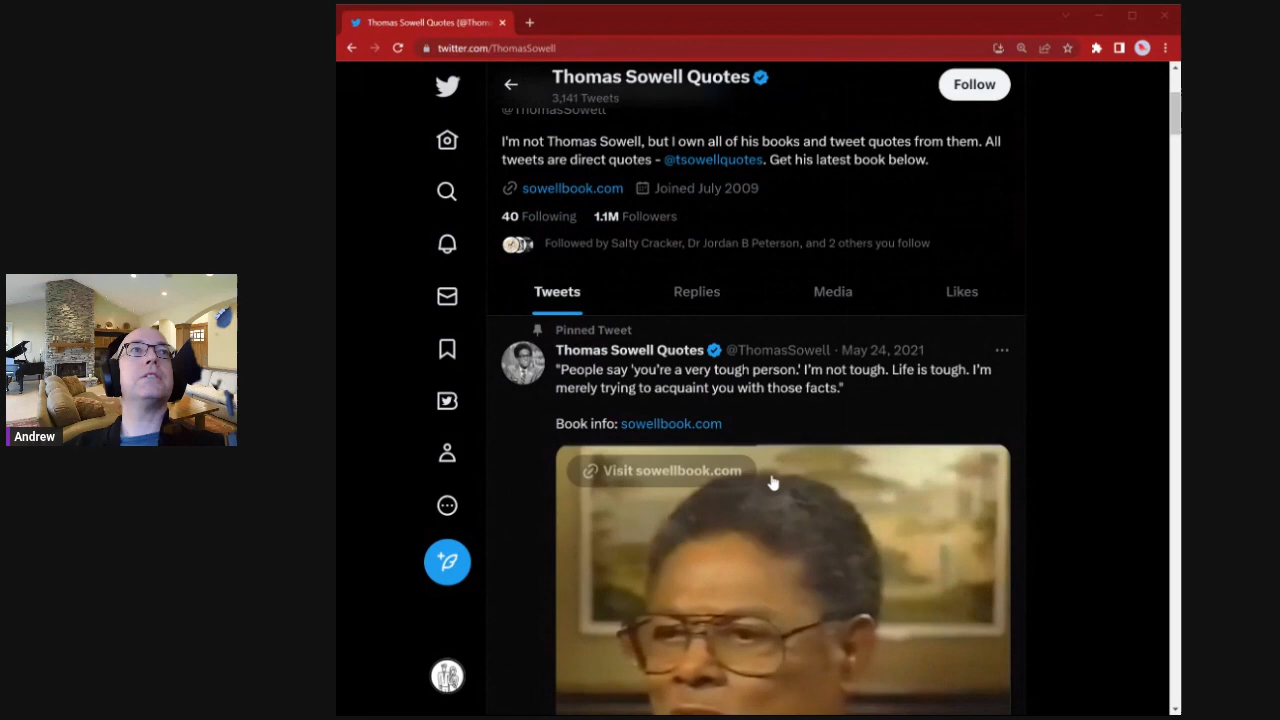 Thomas Sowell Quotes (@Thom
twitter.com/ThomasSowell
Thomas Sowell Quotes
3,141 Tweets
Follow
@ThomasSowell
I'm not Thomas Sowell, but I own all of his books and tweet quotes from them. All
tweets are direct quotes - @tsowellquotes. Get his latest book below.
sowellbook.com Joined July 2009
40 Following 1.1M Followers
Followed by Salty Cracker, Dr Jordan B Peterson, and 2 others you follow
Tweets Replies Media Likes
Pinned Tweet
Thomas Sowell Quotes @ThomasSowell · May 24, 2021
"People say 'you're a very tough person.' I'm not tough. Life is tough. I'm
merely trying to acquaint you with those facts."
Book info: sowellbook.com
Visit sowellbook.com
Andrew